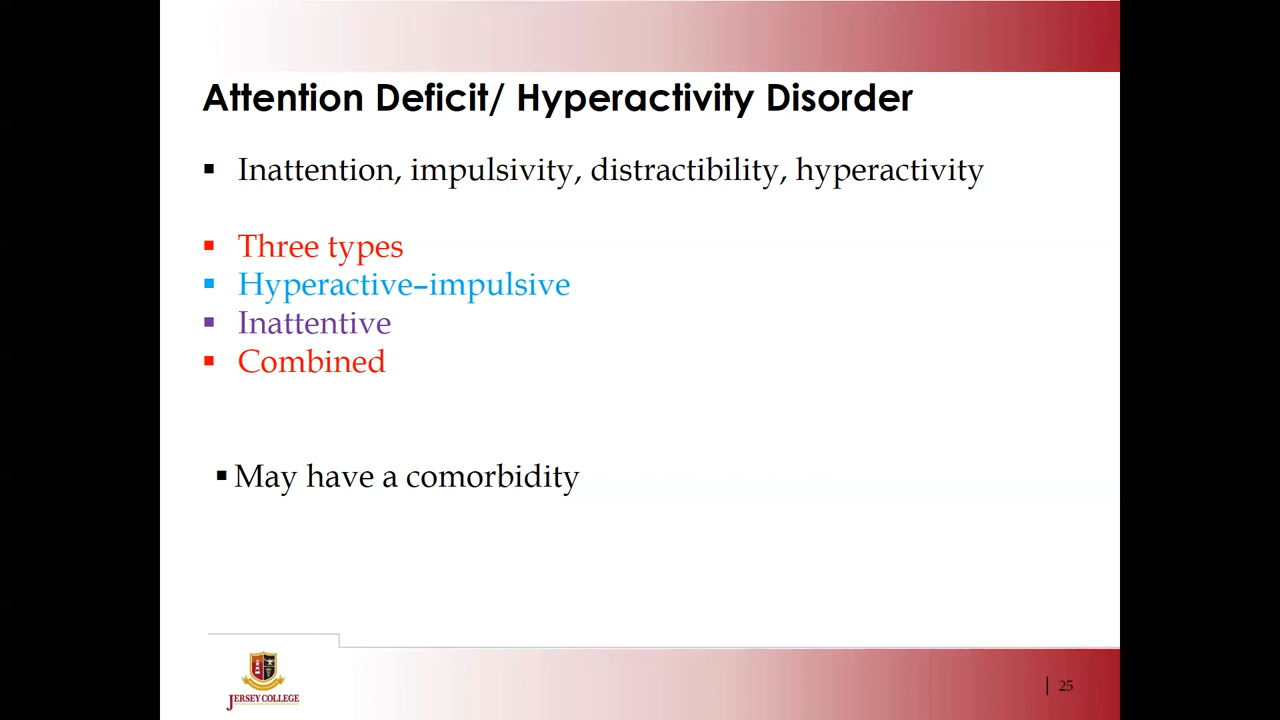 Attention Deficit/ Hyperactivity Disorder
▪ Inattention, impulsivity, distractibility, hyperactivity
▪ Three types
▪ Hyperactive–impulsive
▪ Inattentive
▪ Combined
▪ May have a comorbidity
JERSEY COLLEGE
| 25